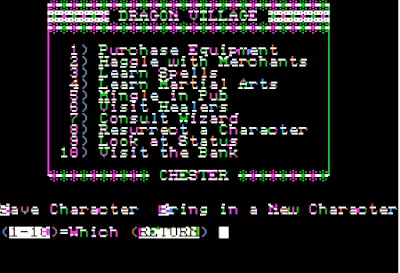 DRAGON VILLAGE
1) Purchase Equipment
2) Haggle with Merchants
3) Learn Spells
4) Learn Martial Arts
5) Mingle in Pub
6) Visit Healers
7) Consult Wizard
8) Resurrect a Character
9) Look at Status
10) Visit the Bank
CHESTER
Save Character Bring in a New Character
(1-10)=Which (RETURN)